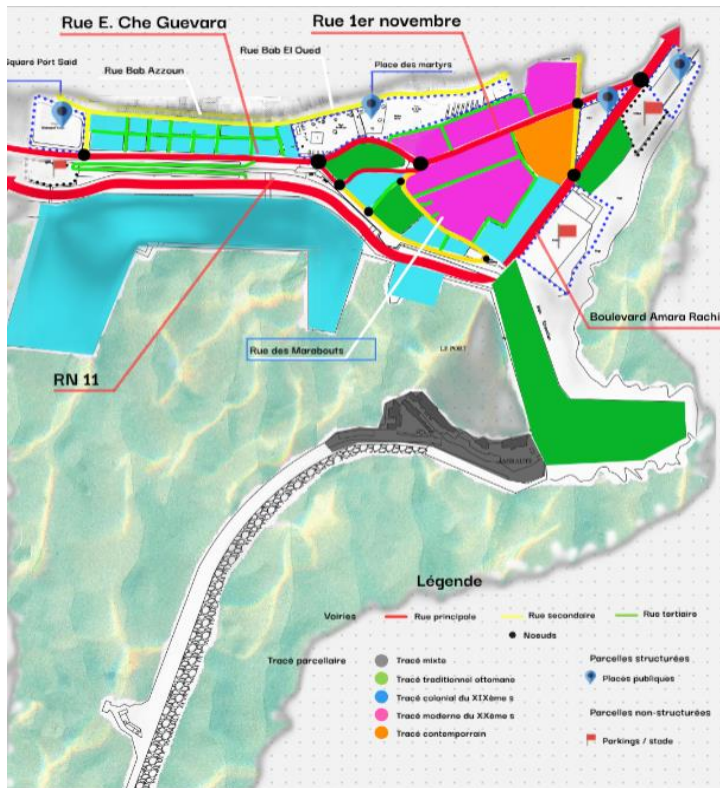 Rue E. Che Guevara
Rue 1er novembre
Square Port Said
Rue Bab Azzoun
Rue Bab El Oued
Place des martyrs
Boulevard Amara Rachi
Rue des Marabouts
LE PORT
RN 11
AMIRAUTE
Légende
Voiries
Rue principale
Rue secondaire
Rue tertiaire
Noeuds
Tracé parcellaire
Tracé mixte
Parcelles structurées
Tracé traditionnel ottomane
Placés publiques
Tracé colonial du XIXème s
Tracé moderne du XXème s
Parcelles non-structurées
Tracé contemporrain
Parkings / stade